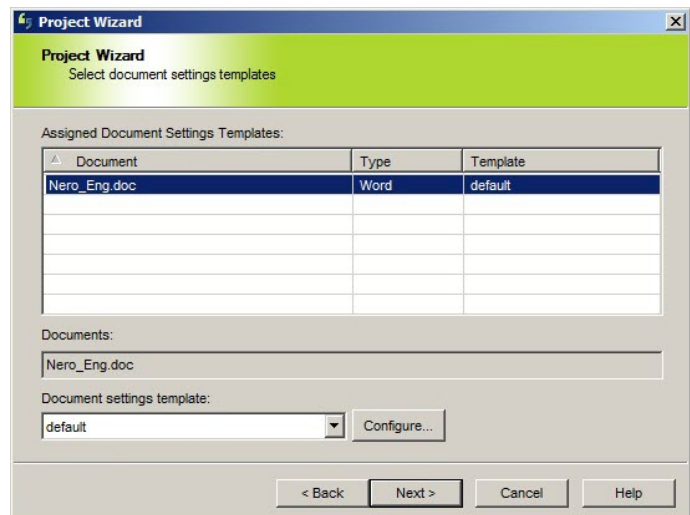 Project Wizard
Project Wizard
Select document settings templates
Assigned Document Settings Templates:
Document Type Template
Nero_Eng.doc Word default
Documents:
Nero_Eng.doc
Document settings template:
default Configure...
< Back Next > Cancel Help